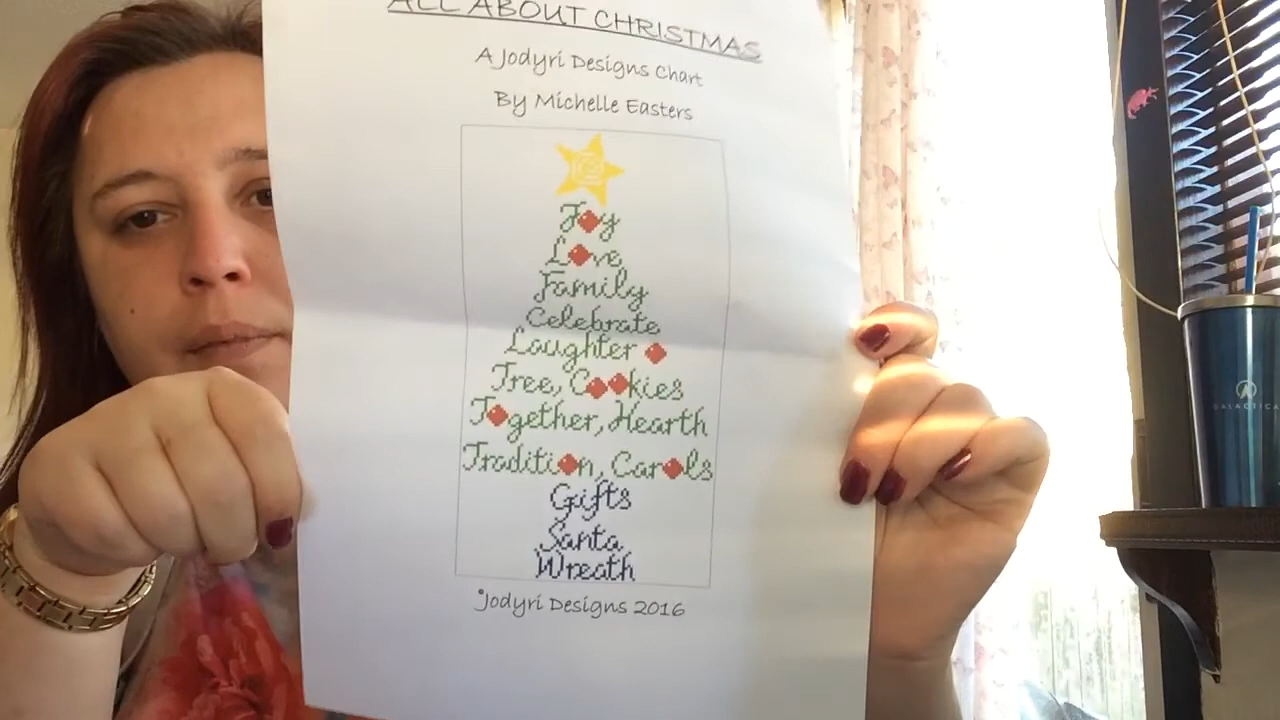 ALL ABOUT CHRISTMAS
A Jodyri Designs Chart
By Michelle Easters
Joy
Love
Family
Celebrate
Laughter
Tree, Cookies
Together, Hearth
Tradition, Carols
Gifts
Santa
Wreath
Jodyri Designs 2016
GALACTICA